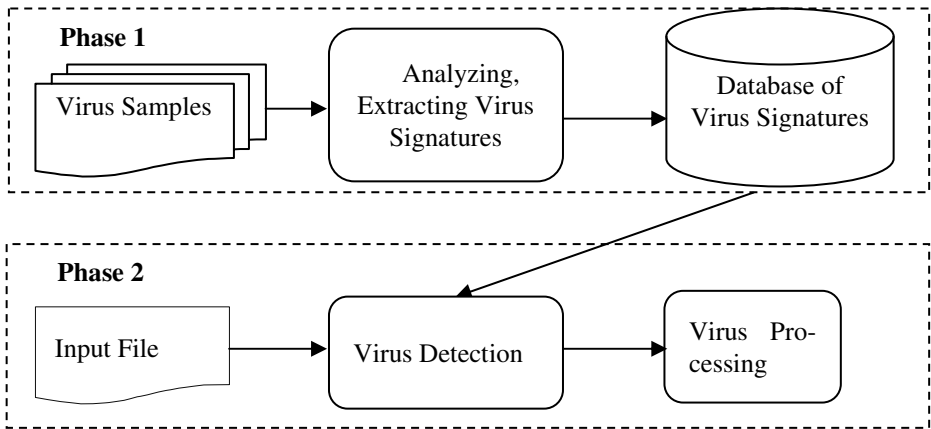 Phase 1
Virus Samples
Analyzing,
Extracting Virus
Signatures
Database of
Virus Signatures
Phase 2
Input File
Virus Detection
Virus Pro-
cessing